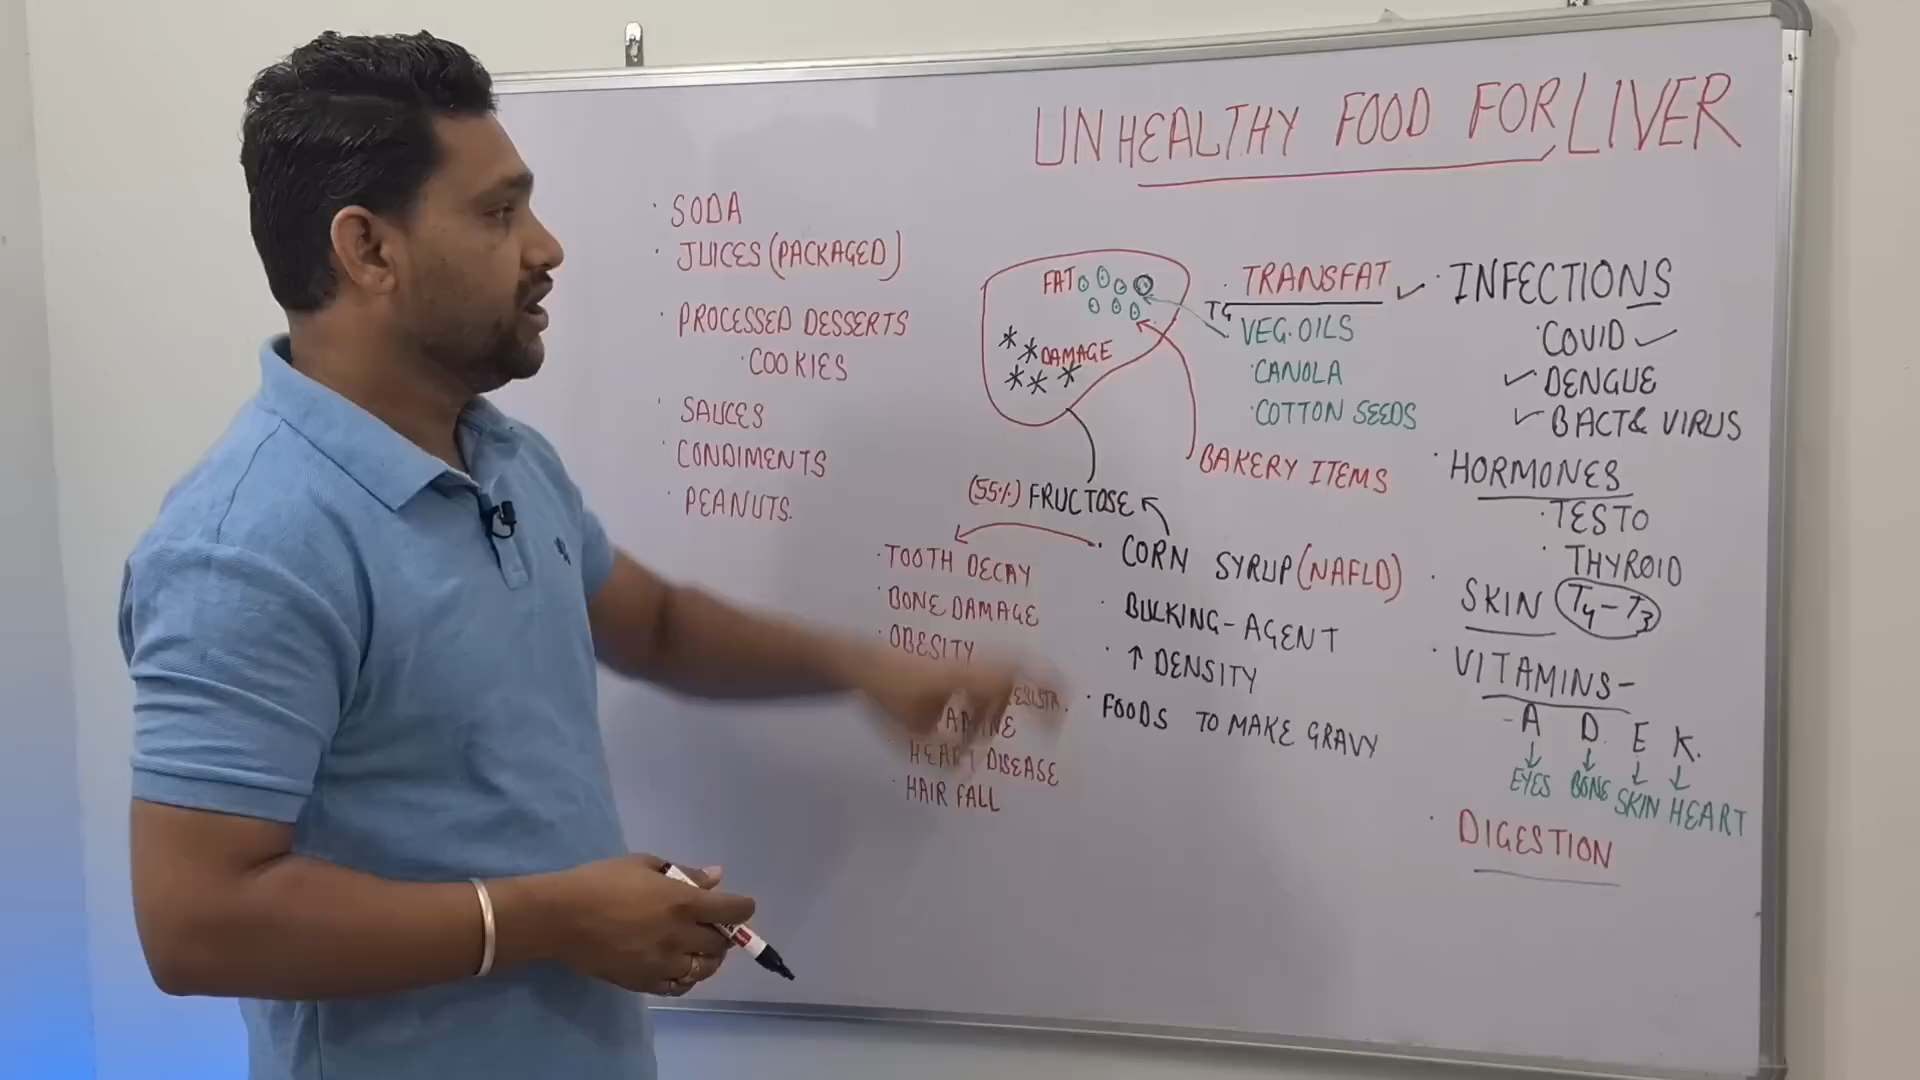 UNHEALTHY FOOD FOR LIVER
· SODA
· JUICES (PACKAGED)
· PROCESSED DESSERTS
· COOKIES
· SAUCES
· CONDIMENTS
· PEANUTS.
FAT
DAMAGE
(55%) FRUCTOSE
· TOOTH DECAY
· BONE DAMAGE
· OBESITY
· HEART DISEASE
· HAIR FALL
· TRANSFAT
TG
VEG. OILS
· CANOLA
· COTTON SEEDS
BAKERY ITEMS
· CORN SYRUP (NAFLD)
· BULKING-AGENT
· ↑ DENSITY
· FOODS TO MAKE GRAVY
· INFECTIONS
· COVID
DENGUE
BACT & VIRUS
· HORMONES
· TESTO
· THYROID
· SKIN T4-T3
· VITAMINS-
- A D. E K.
EYES BONE SKIN HEART
· DIGESTION